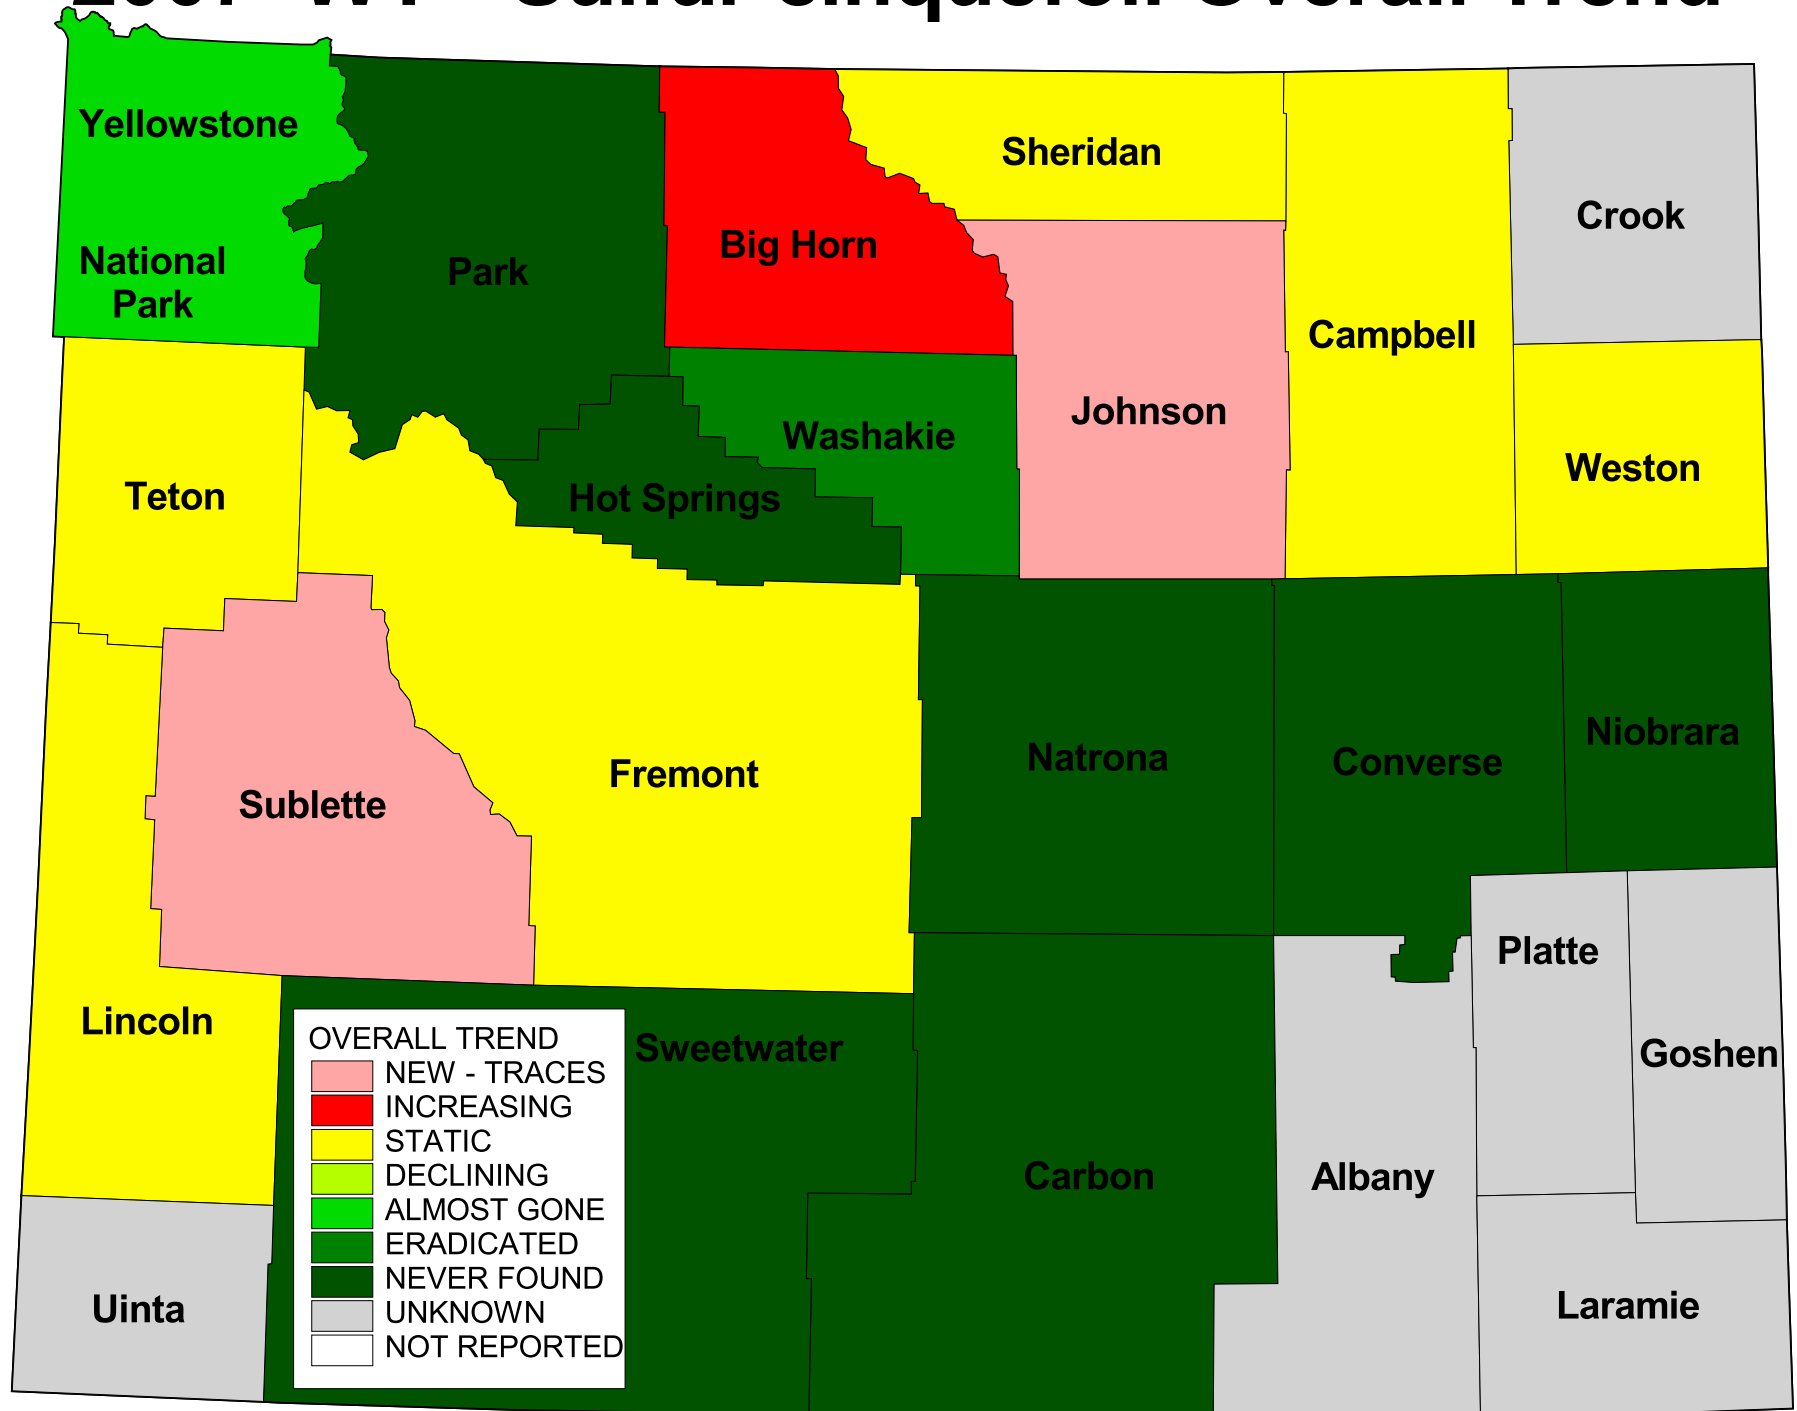 Yellowstone
National
Park
Park
Big Horn
Sheridan
Campbell
Crook
Johnson
Washakie
Hot Springs
Weston
Teton
Sublette
Fremont
Natrona
Converse
Niobrara
Lincoln
Sweetwater
Carbon
Albany
Platte
Goshen
Laramie
Uinta
OVERALL TREND
NEW - TRACES
INCREASING
STATIC
DECLINING
ALMOST GONE
ERADICATED
NEVER FOUND
UNKNOWN
NOT REPORTED